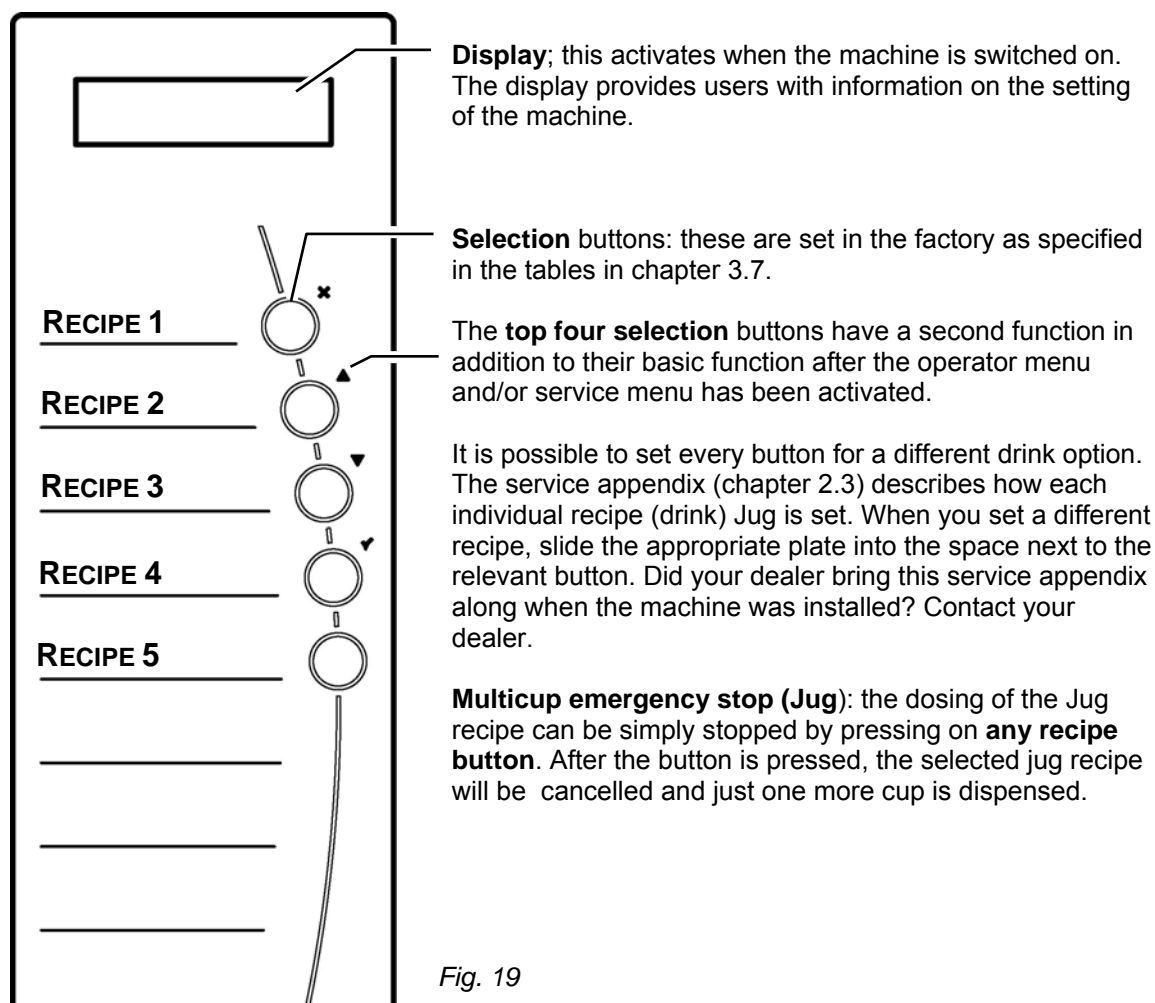 Display; this activates when the machine is switched on.
The display provides users with information on the setting
of the machine.
Selection buttons: these are set in the factory as specified
in the tables in chapter 3.7.
The top four selection buttons have a second function in
addition to their basic function after the operator menu
and/or service menu has been activated.
It is possible to set every button for a different drink option.
The service appendix (chapter 2.3) describes how each
individual recipe (drink) Jug is set. When you set a different
recipe, slide the appropriate plate into the space next to the
relevant button. Did your dealer bring this service appendix
along when the machine was installed? Contact your
dealer.
Multicup emergency stop (Jug): the dosing of the Jug
recipe can be simply stopped by pressing on any recipe
button. After the button is pressed, the selected jug recipe
will be  cancelled and just one more cup is dispensed.
RECIPE 1
RECIPE 2
RECIPE 3
RECIPE 4
RECIPE 5
Fig. 19